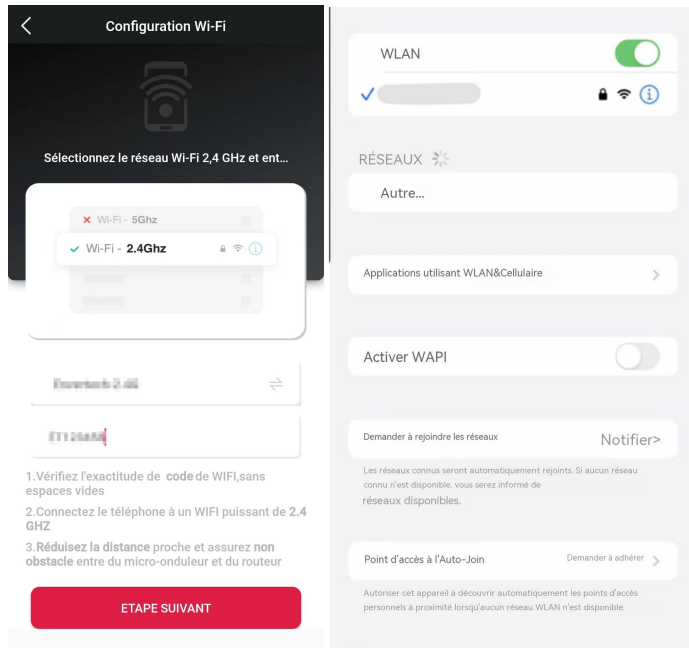 Configuration Wi-Fi
Sélectionnez le réseau Wi-Fi 2,4 GHz et ent...
Wi-Fi - 5Ghz
Wi-Fi - 2.4Ghz
1.Vérifiez l'exactitude de code de WIFI,sans
espaces vides
2.Connectez le téléphone à un WIFI puissant de 2.4
GHZ
3.Réduisez la distance proche et assurez non
obstacle entre du micro-onduleur et du routeur
ETAPE SUIVANT
WLAN
RÉSEAUX
Autre...
Applications utilisant WLAN&Cellulaire
Activer WAPI
Demander à rejoindre les réseaux
Notifier>
Les réseaux connus seront automatiquement rejoints. Si aucun réseau
connu n'est disponible, vous serez informé de
réseaux disponibles.
Point d'accès à l'Auto-Join
Demander à adhérer
Autoriser cet appareil à découvrir automatiquement les points d'accès
personnels à proximité lorsqu'aucun réseau WLAN n'est disponible.